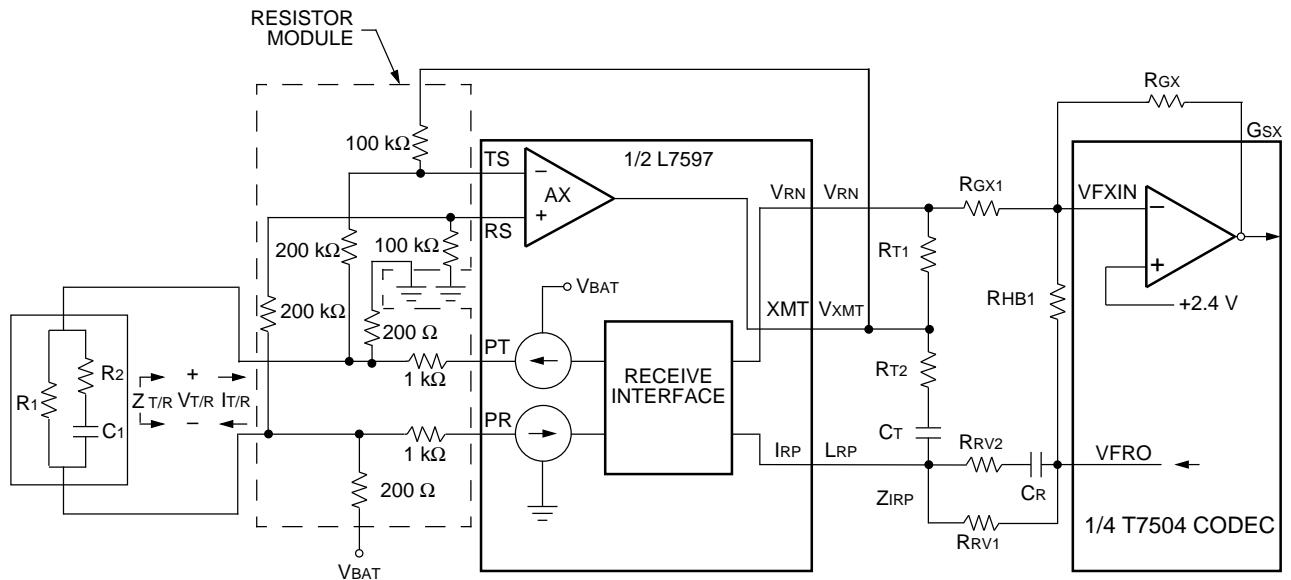 RESISTOR
MODULE
RGX
GSX
100 kΩ
TS
1/2 L7597
AX
VRN
VRN
RGX1
VFXIN
RS
200 kΩ
100 kΩ
RT1
+2.4 V
VBAT
RHB1
200 kΩ
200 Ω
XMT
VXMT
PT
1 kΩ
RECEIVE
INTERFACE
RT2
R1
R2
Z T/R
+
VT/R
−
IT/R
C1
PR
1 kΩ
CT
IRP
LRP
RRV2
CR
VFRO
200 Ω
ZIRP
RRV1
1/4 T7504 CODEC
VBAT